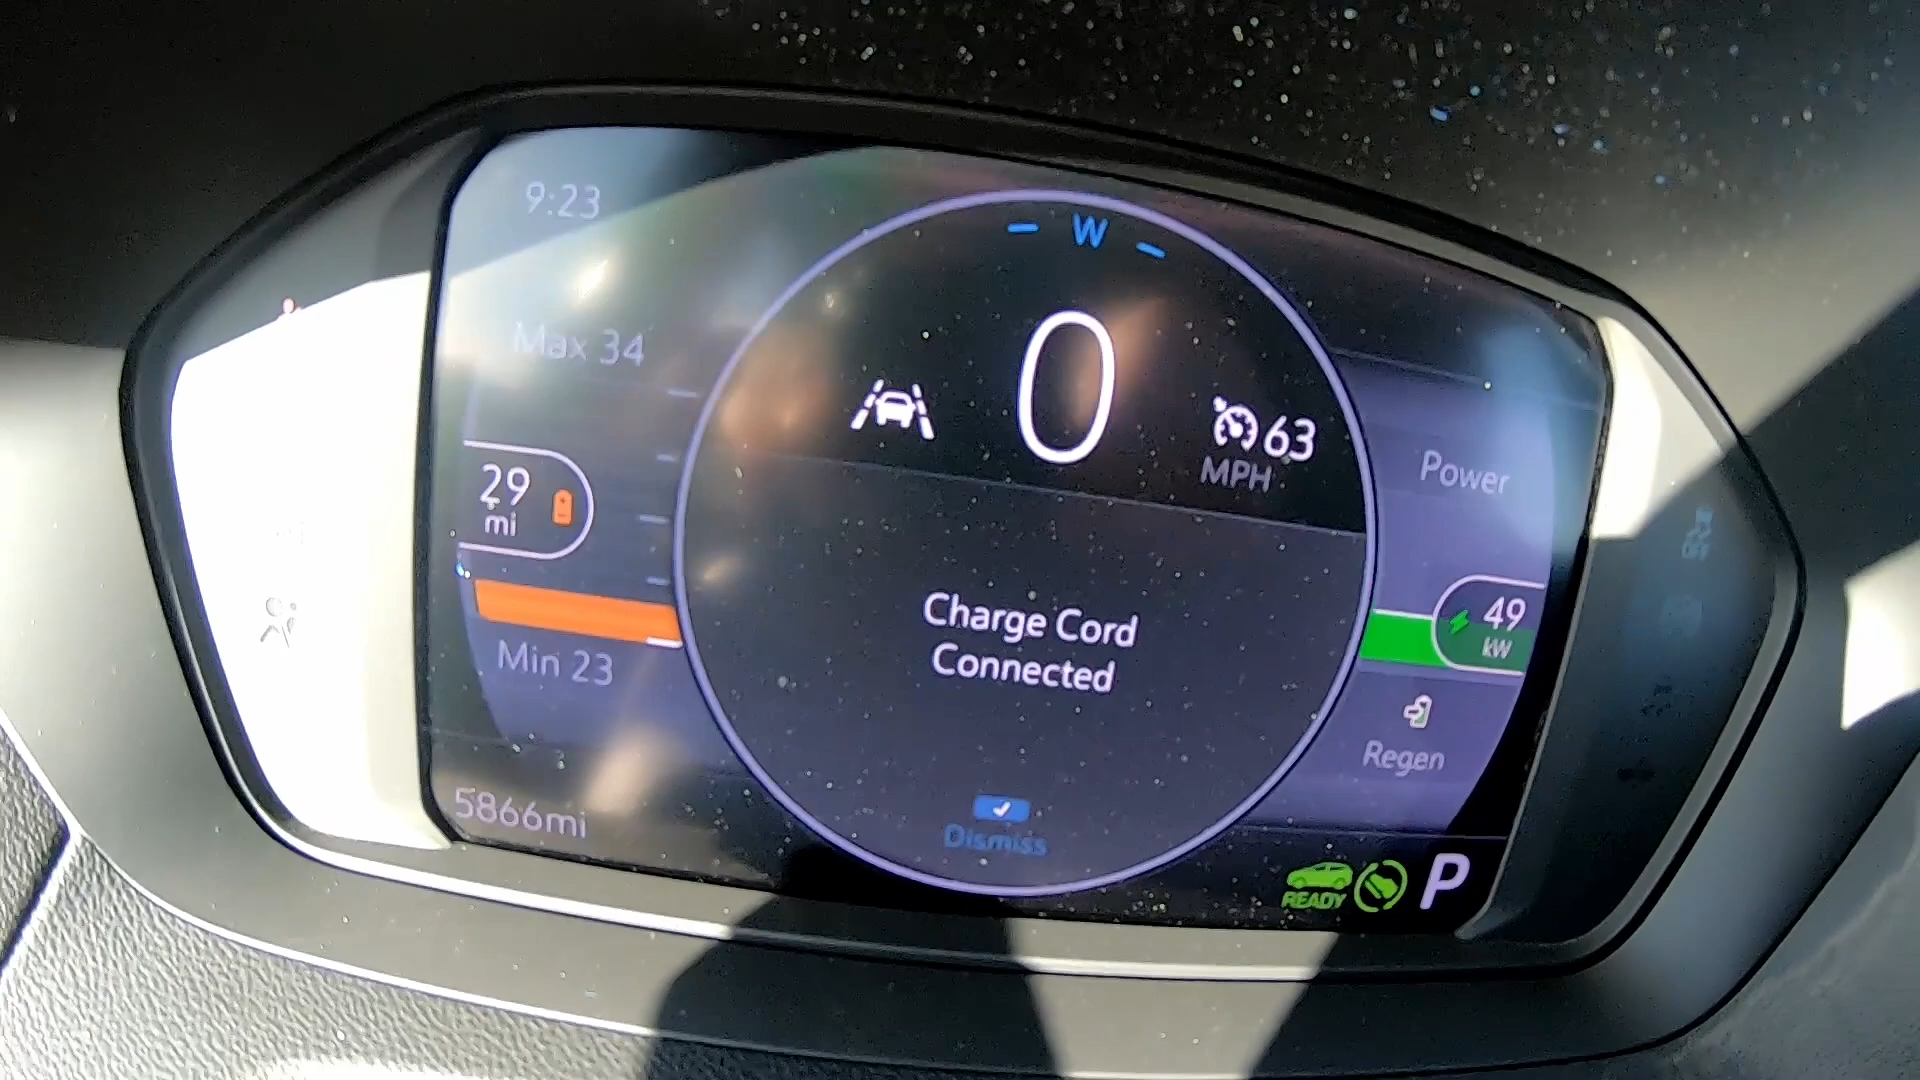 9:23
W
Max 34
0
63
MPH
29
mi
Power
Charge Cord
Connected
49
kW
Min 23
Regen
5866mi
Dismiss
READY
P